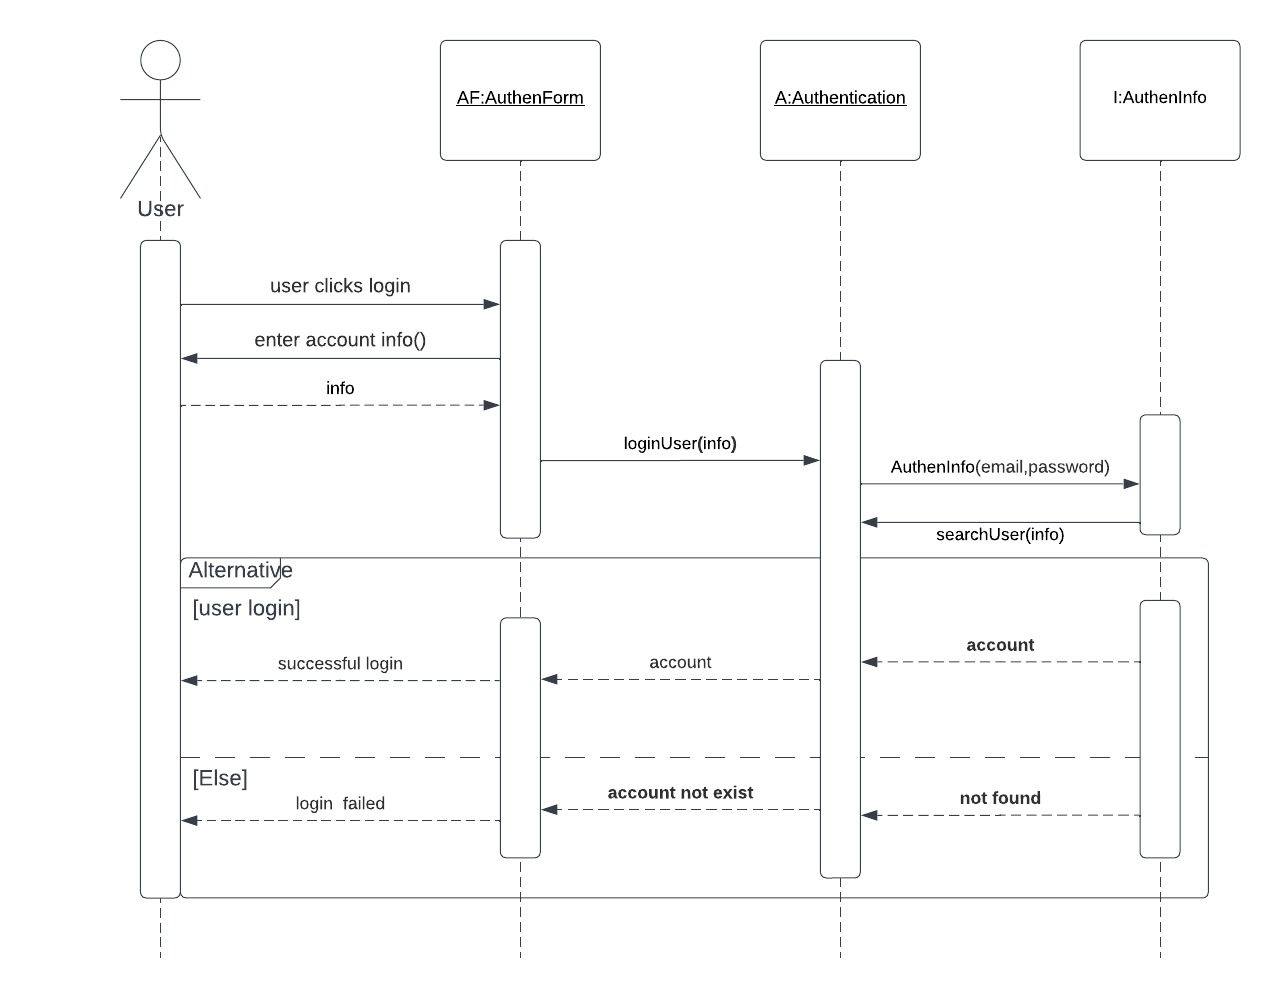 AF:AuthenForm
A:Authentication
I:AuthenInfo
User
user clicks login
enter account info()
info
loginUser(info)
AuthenInfo(email,password)
searchUser(info)
Alternative
[user login]
account
account
successful login
[Else]
account not exist
not found
login  failed